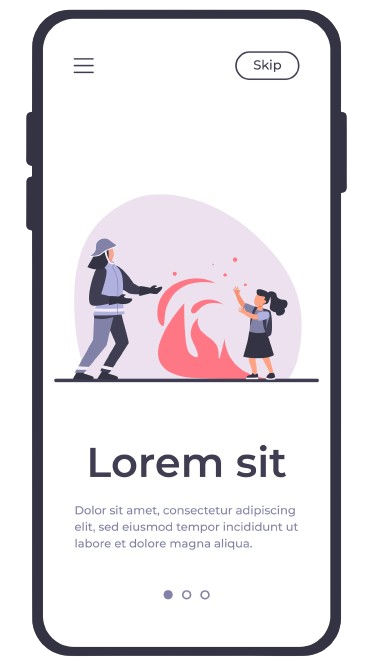 Skip
Lorem sit
Dolor sit amet, consectetur adipiscing
elit, sed eiusmod tempor incididunt ut
labore et dolore magna aliqua.